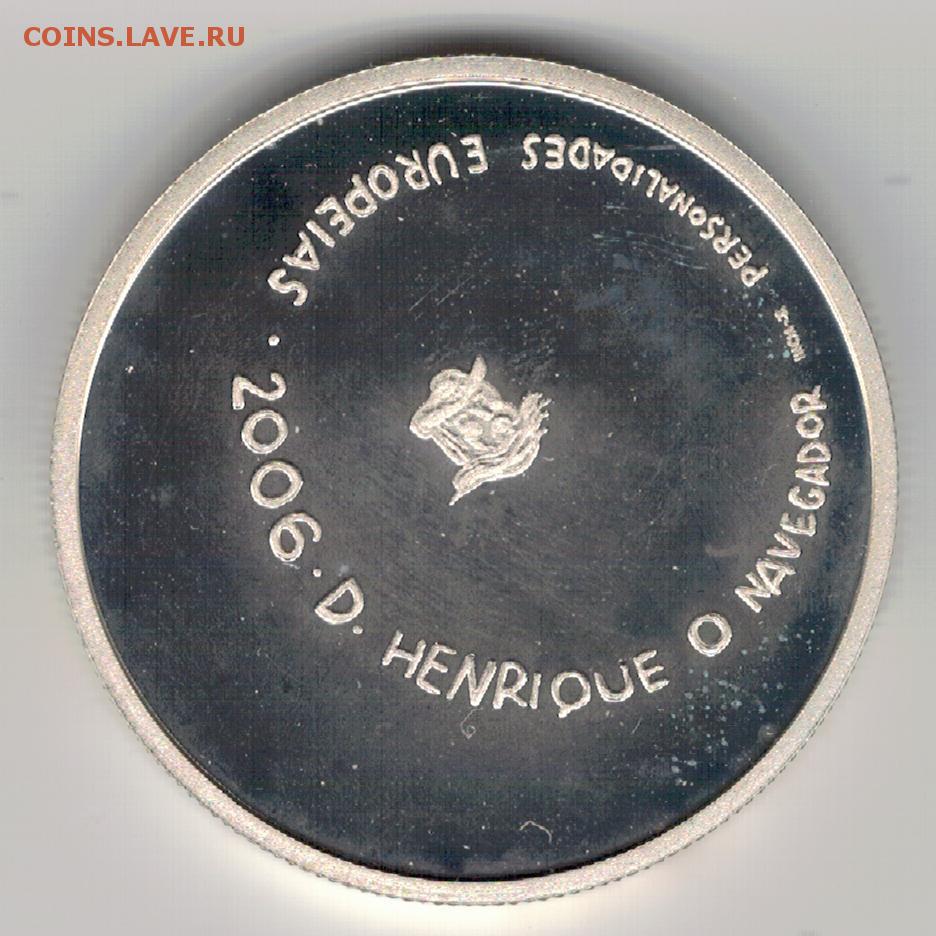 COINS.LAVE.RU
PERSONALIDADES EUROPEIAS · 2006 · D. HENRIQUE O NAVEGADOR